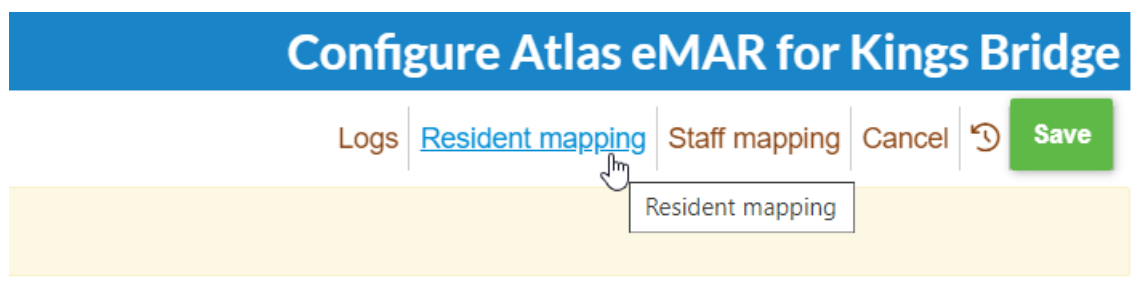 Configure Atlas eMAR for Kings Bridge
Logs Resident mapping Staff mapping Cancel Save
Resident mapping